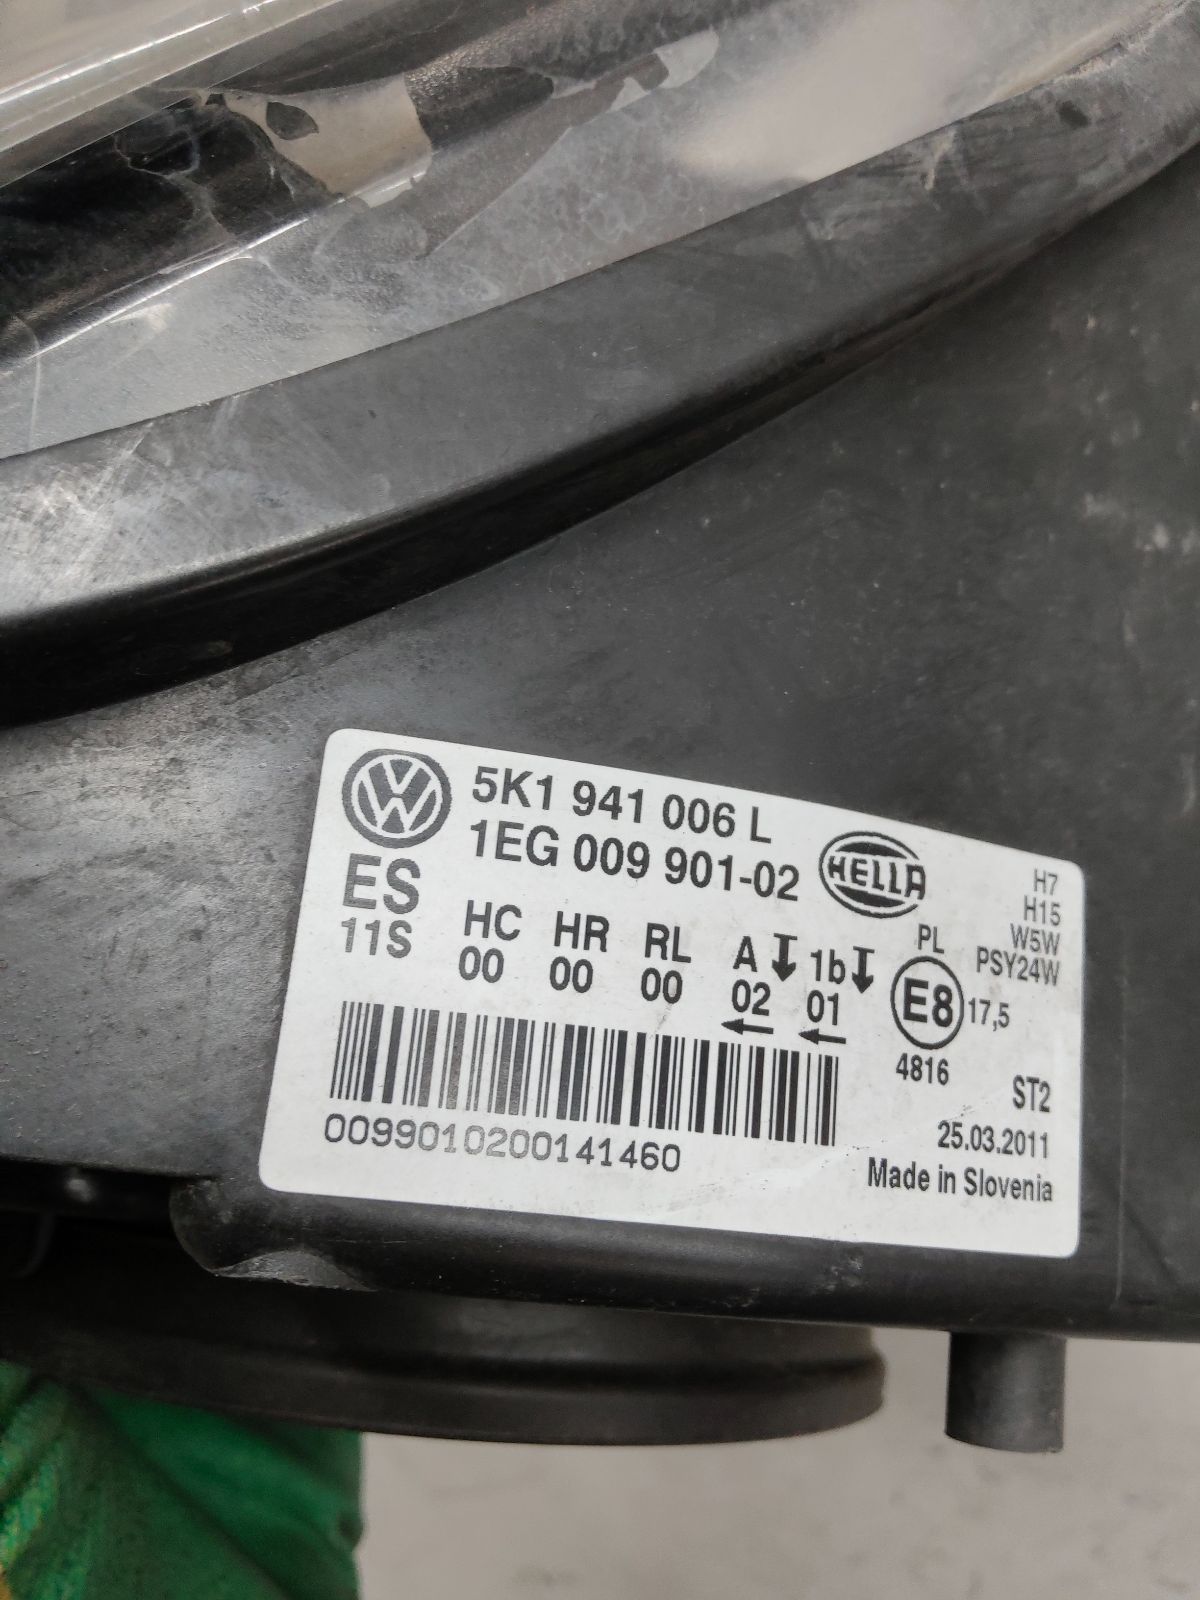 5K1 941 006 L
1EG 009 901-02
HELLA
ES
11S
HC HR RL A 1b
00 00 00 02 01
PL
E8
17,5
4816
H7
H15
W5W
PSY24W
ST2
25.03.2011
Made in Slovenia
0099010200141460